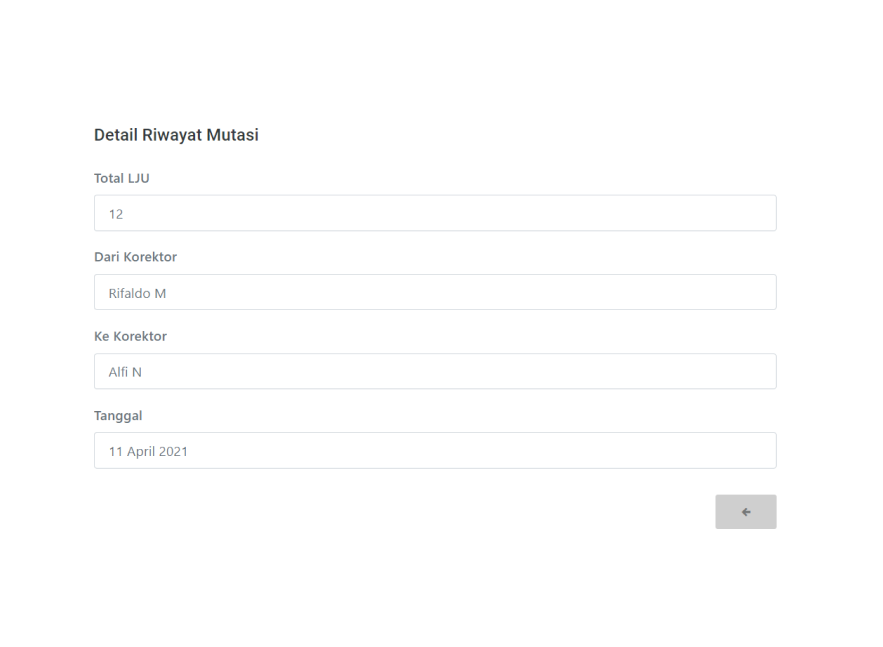 Detail Riwayat Mutasi
Total LJU
12
Dari Korektor
Rifaldo M
Ke Korektor
Alfi N
Tanggal
11 April 2021